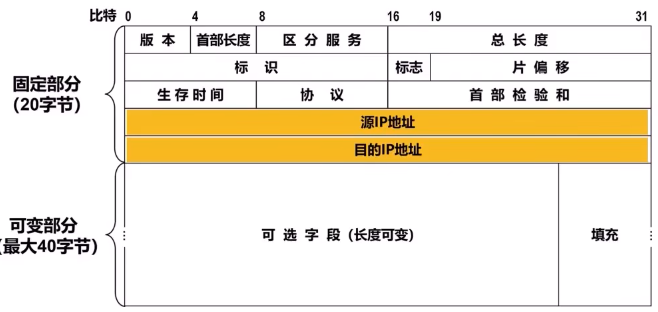 比特 0 4 8 16 19 31
版 本 首部长度 区 分 服 务 总 长 度
标 识 标志 片 偏 移
固定部分
(20字节)
生 存 时 间 协 议 首 部 检 验 和
源IP地址
目的IP地址
可变部分
(最大40字节)
可 选 字 段 (长度可变) 填充